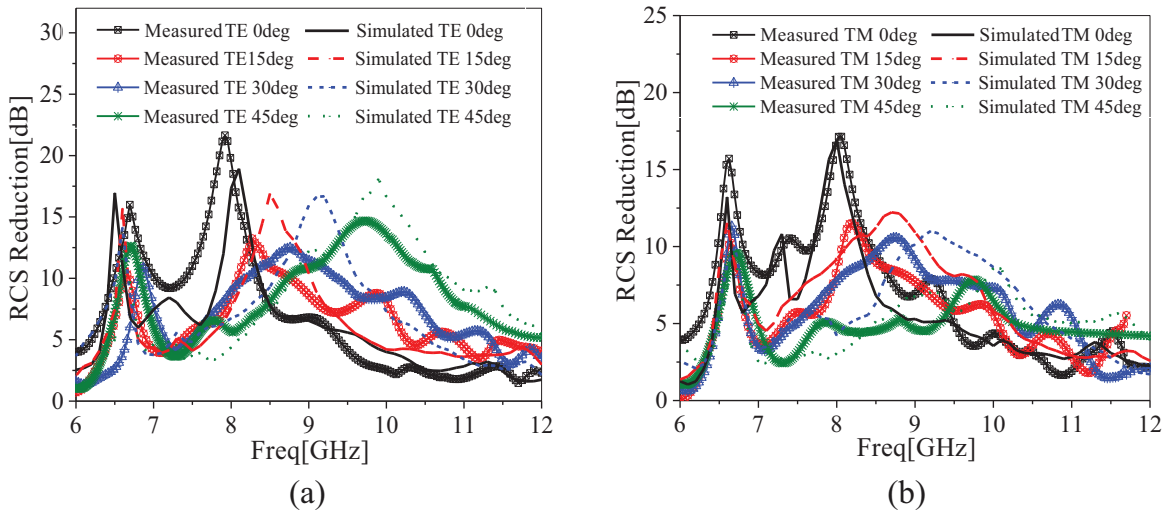 RCS Reduction[dB]
30
25
20
15
10
5
0
Measured TE 0deg
Measured TE15deg
Measured TE 30deg
Measured TE 45deg
Simulated TE 0deg
Simulated TE 15deg
Simulated TE 30deg
Simulated TE 45deg
6 7 8 9 10 11 12
Freq[GHz]
(a)
RCS Reduction[dB]
25
20
15
10
5
0
Measured TM 0deg
Measured TM 15deg
Measured TM 30deg
Measured TM 45deg
SimulatedTM 0deg
Simulated TM 15deg
Simulated TM 30deg
Simulated TM 45deg
6 7 8 9 10 11 12
Freq[GHz]
(b)